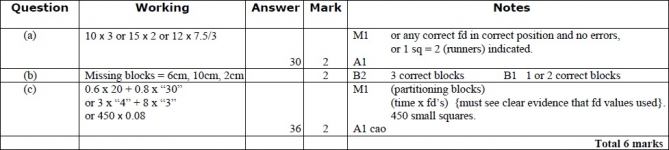 Question Working Answer Mark Notes
(a) 10 x 3 or 15 x 2 or 12 x 7.5/3 M1 or any correct fd in correct position and no errors,
or 1 sq = 2 (runners) indicated.
30 2 A1
(b) Missing blocks = 6cm, 10cm, 2cm 2 B2 3 correct blocks B1 1 or 2 correct blocks
(c) 0.6 x 20 + 0.8 x “30” M1 (partitioning blocks)
or 3 x “4” + 8 x “3” (time x fd’s) {must see clear evidence that fd values used}.
or 450 x 0.08 450 small squares.
36 2 A1 cao
Total 6 marks